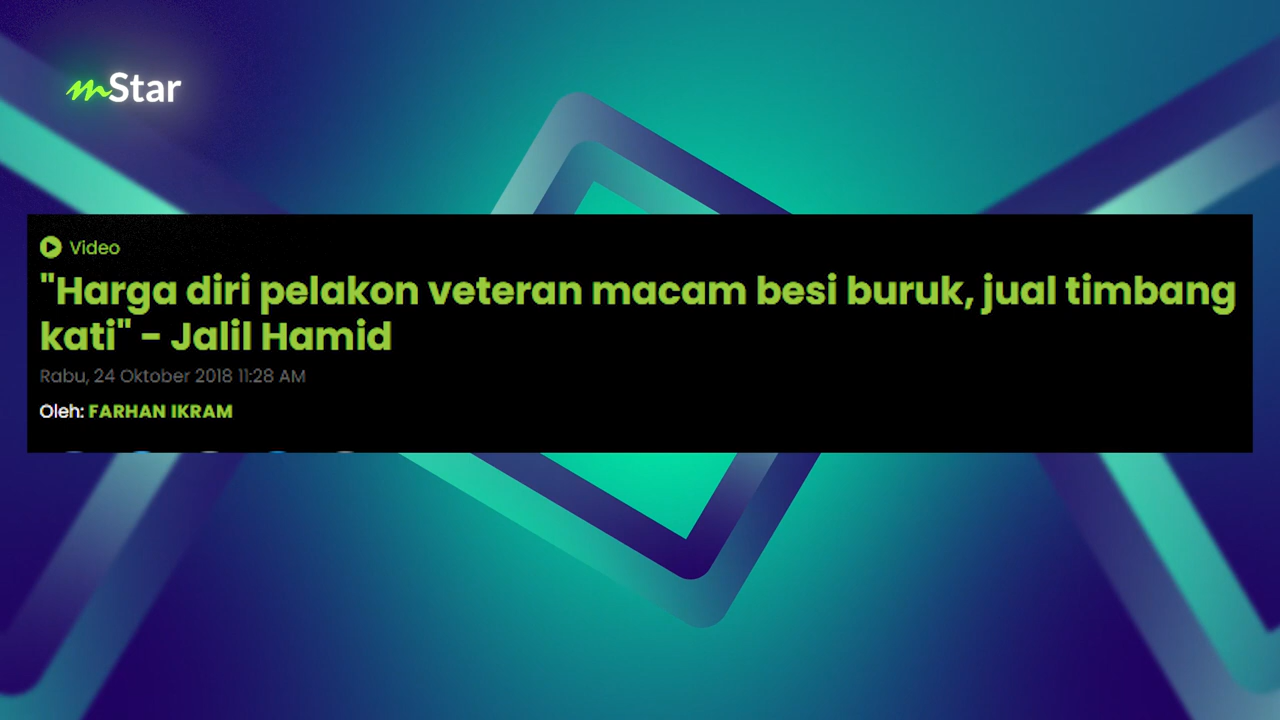 mStar
Video
"Harga diri pelakon veteran macam besi buruk, jual timbang
kati" - Jalil Hamid
Rabu, 24 Oktober 2018 11:28 AM
Oleh: FARHAN IKRAM